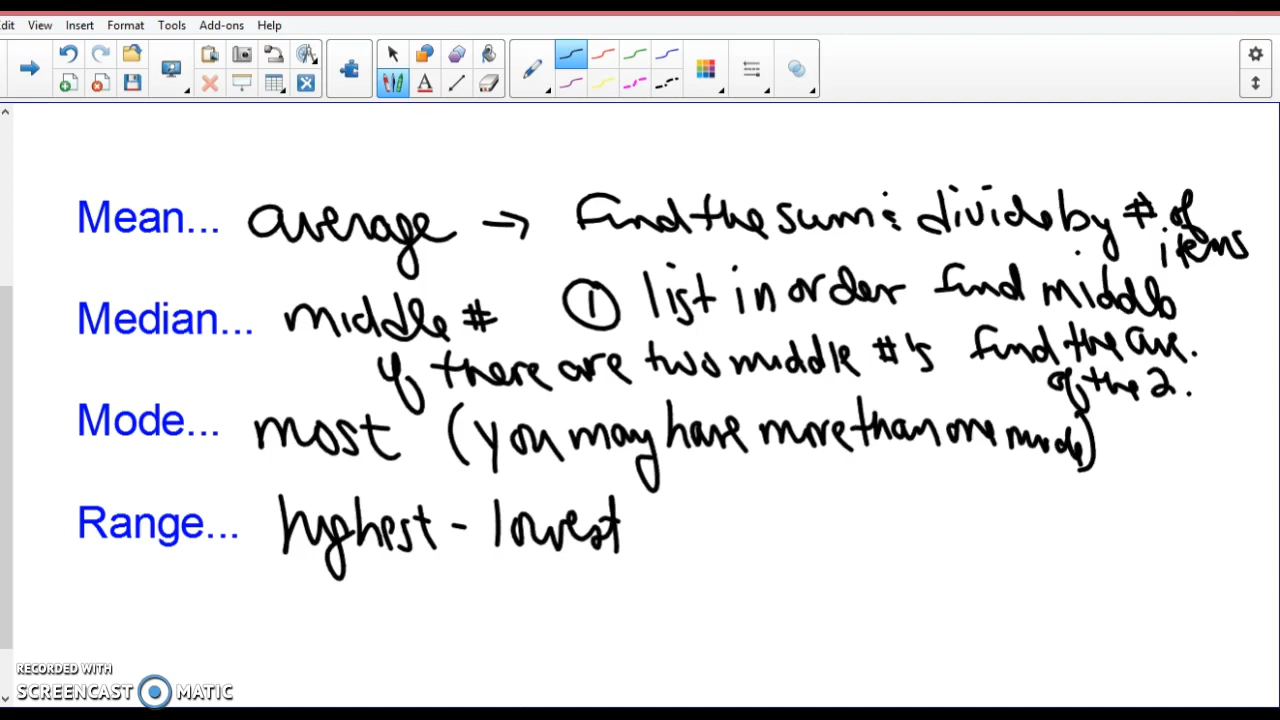 Edit View Insert Format Tools Add-ons Help
Mean... average → find the sum & divide by # of
items
Median... middle # ① list in order find middle
if there are two middle #'s find the ave.
of the 2.
Mode... most (you may have more than one mode)
Range... highest - lowest
RECORDED WITH
SCREENCAST MATIC